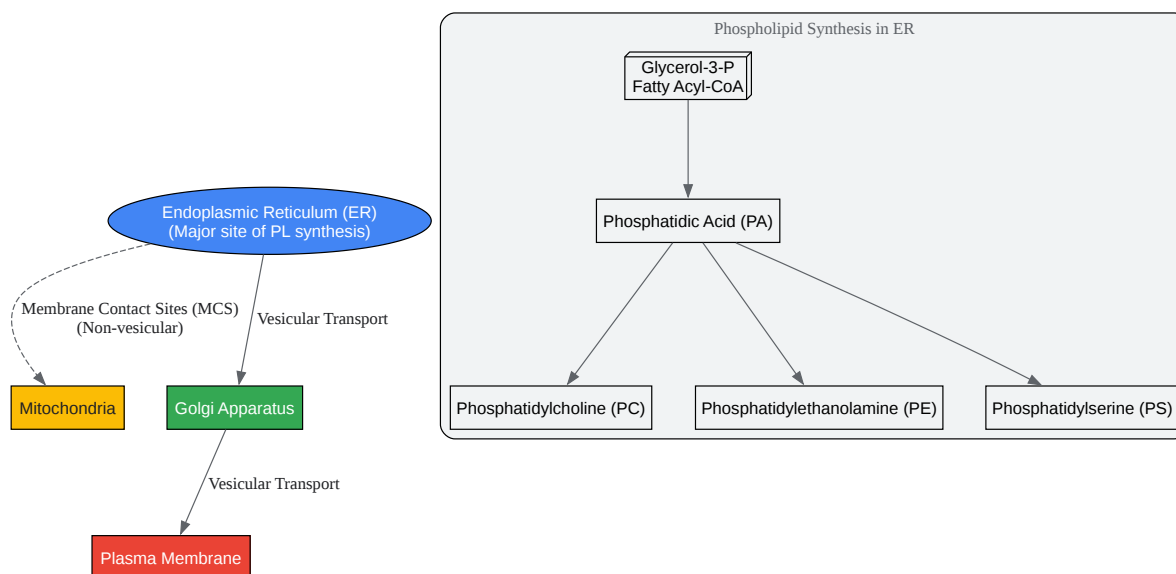 Phospholipid Synthesis in ER
Glycerol-3-P
Fatty Acyl-CoA
Phosphatidic Acid (PA)
Endoplasmic Reticulum (ER)
(Major site of PL synthesis)
Membrane Contact Sites (MCS)
(Non-vesicular)
Vesicular Transport
Mitochondria
Golgi Apparatus
Phosphatidylcholine (PC)
Phosphatidylethanolamine (PE)
Phosphatidylserine (PS)
Vesicular Transport
Plasma Membrane